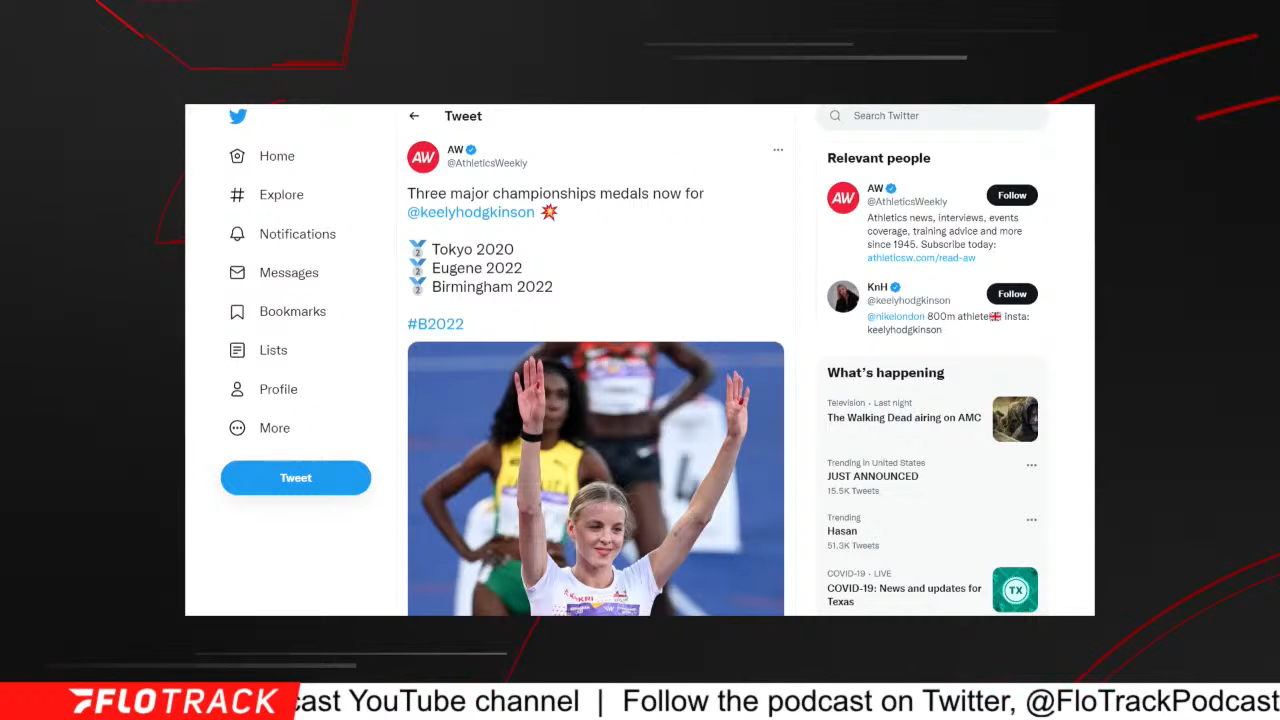 Home
Explore
Notifications
Messages
Bookmarks
Lists
Profile
More
Tweet
Tweet
AW
@AthleticsWeekly
Three major championships medals now for
@keelyhodgkinson 💥
🥈 Tokyo 2020
🥈 Eugene 2022
🥈 Birmingham 2022
#B2022
4
Search Twitter
Relevant people
AW
AW
@AthleticsWeekly
Follow
Athletics news, interviews, events
coverage, training advice and more
since 1945. Subscribe today:
athleticsw.com/read-aw
KnH
@keelyhodgkinson
Follow
@nikelondon 800m athlete🇬🇧 insta:
keelyhodgkinson
What's happening
Television · Last night
The Walking Dead airing on AMC
Trending in United States
JUST ANNOUNCED
15.5K Tweets
Trending
Hasan
51.3K Tweets
COVID-19 · LIVE
COVID-19: News and updates for
Texas
TX
FLOTRACK
cast YouTube channel | Follow the podcast on Twitter, @FloTrackPodcast